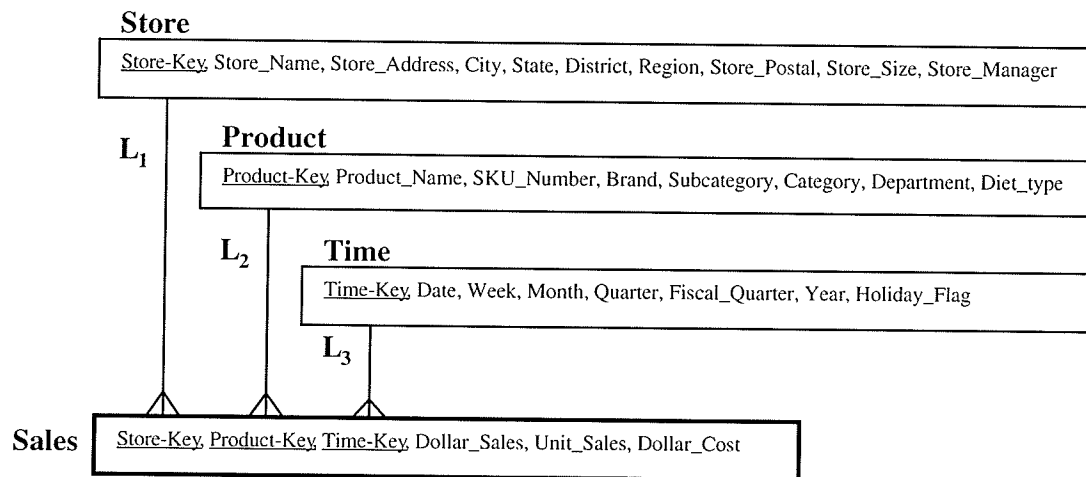 Store
Store-Key, Store_Name, Store_Address, City, State, District, Region, Store_Postal, Store_Size, Store_Manager
L1
Product
Product-Key, Product_Name, SKU_Number, Brand, Subcategory, Category, Department, Diet_type
L2
Time
Time-Key, Date, Week, Month, Quarter, Fiscal_Quarter, Year, Holiday_Flag
L3
Sales
Store-Key, Product-Key, Time-Key, Dollar_Sales, Unit_Sales, Dollar_Cost